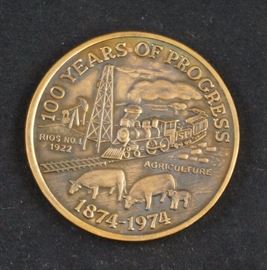 100 YEARS OF PROGRESS
RIOS NO. 1
1922
AGRICULTURE
1874-1974